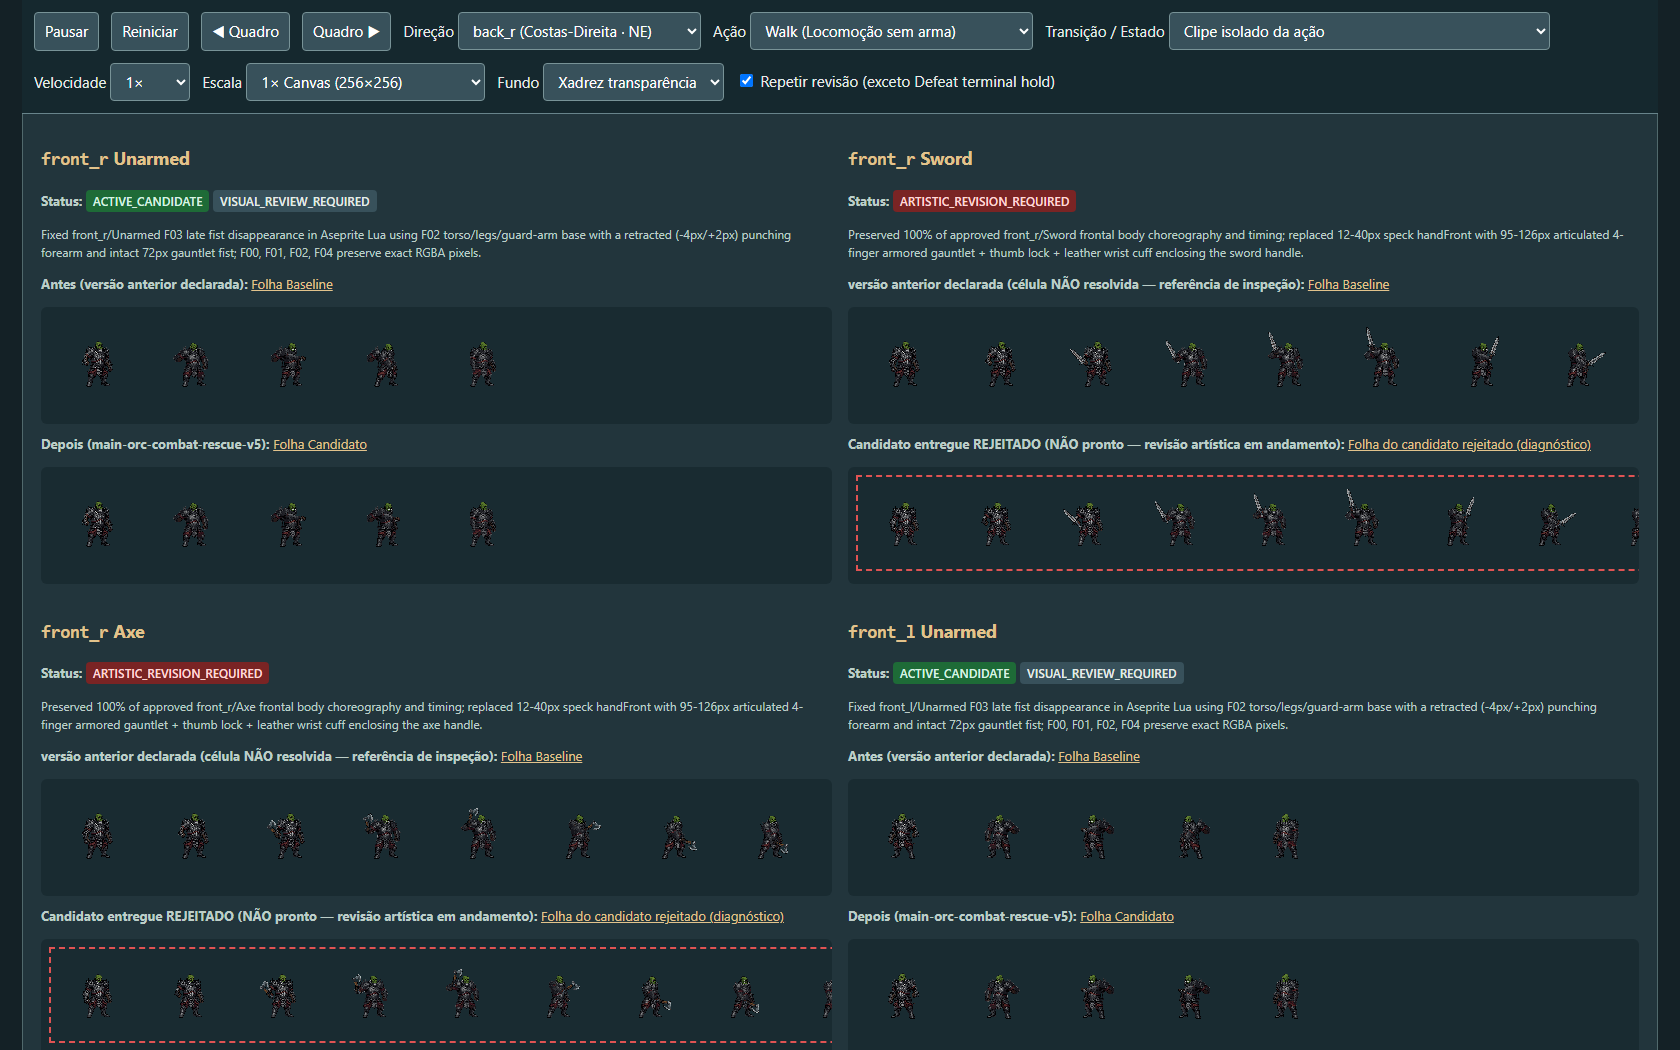 Pausar Reiniciar ◀ Quadro Quadro ▶ Direção back_r (Costas-Direita · NE) Ação Walk (Locomoção sem arma) Transição / Estado Clipe isolado da ação
Velocidade 1× Escala 1× Canvas (256×256) Fundo Xadrez transparência Repetir revisão (exceto Defeat terminal hold)
front_r Unarmed
Status: ACTIVE_CANDIDATE VISUAL_REVIEW_REQUIRED
Fixed front_r/Unarmed F03 late fist disappearance in Aseprite Lua using F02 torso/legs/guard-arm base with a retracted (-4px/+2px) punching
forearm and intact 72px gauntlet fist; F00, F01, F02, F04 preserve exact RGBA pixels.
Antes (versão anterior declarada): Folha Baseline
Depois (main-orc-combat-rescue-v5): Folha Candidato
front_r Sword
Status: ARTISTIC_REVISION_REQUIRED
Preserved 100% of approved front_r/Sword frontal body choreography and timing; replaced 12-40px speck handFront with 95-126px articulated 4-
finger armored gauntlet + thumb lock + leather wrist cuff enclosing the sword handle.
versão anterior declarada (célula NÃO resolvida — referência de inspeção): Folha Baseline
Candidato entregue REJEITADO (NÃO pronto — revisão artística em andamento): Folha do candidato rejeitado (diagnóstico)
front_r Axe
Status: ARTISTIC_REVISION_REQUIRED
Preserved 100% of approved front_r/Axe frontal body choreography and timing; replaced 12-40px speck handFront with 95-126px articulated 4-
finger armored gauntlet + thumb lock + leather wrist cuff enclosing the axe handle.
versão anterior declarada (célula NÃO resolvida — referência de inspeção): Folha Baseline
Candidato entregue REJEITADO (NÃO pronto — revisão artística em andamento): Folha do candidato rejeitado (diagnóstico)
front_l Unarmed
Status: ACTIVE_CANDIDATE VISUAL_REVIEW_REQUIRED
Fixed front_l/Unarmed F03 late fist disappearance in Aseprite Lua using F02 torso/legs/guard-arm base with a retracted (-4px/+2px) punching
forearm and intact 72px gauntlet fist; F00, F01, F02, F04 preserve exact RGBA pixels.
Antes (versão anterior declarada): Folha Baseline
Depois (main-orc-combat-rescue-v5): Folha Candidato